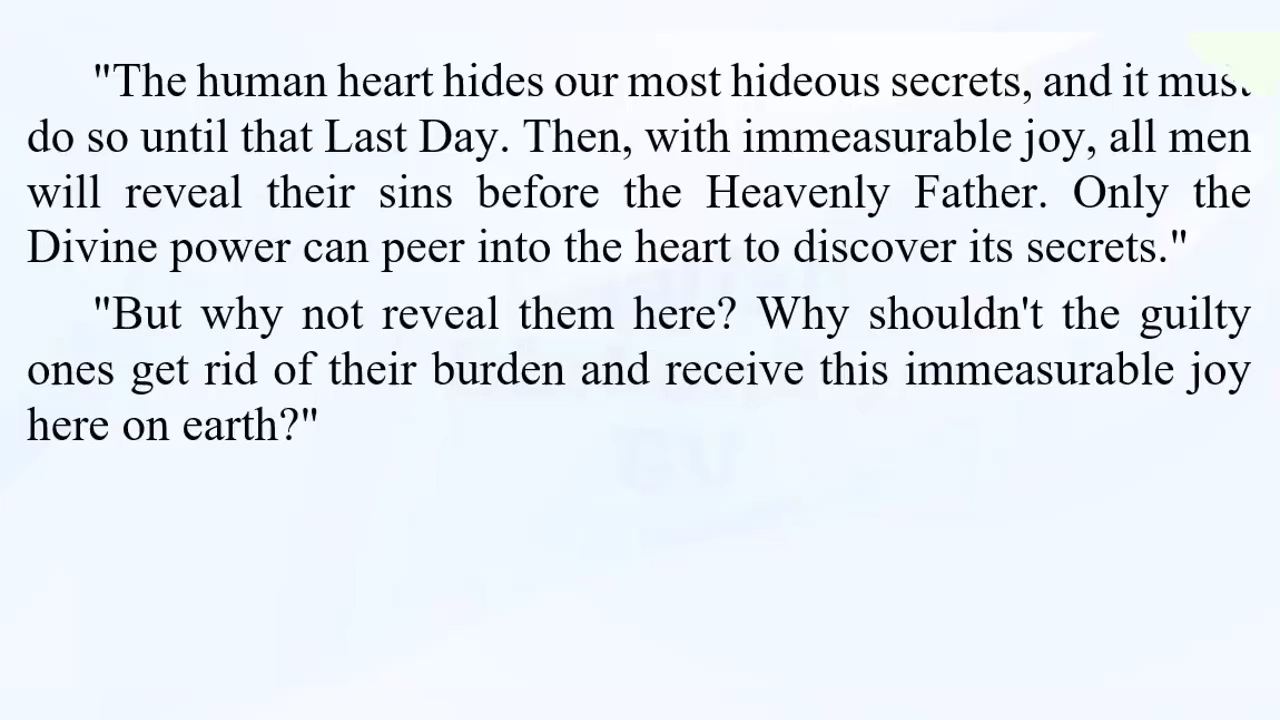 "The human heart hides our most hideous secrets, and it must
do so until that Last Day. Then, with immeasurable joy, all men
will reveal their sins before the Heavenly Father. Only the
Divine power can peer into the heart to discover its secrets."
"But why not reveal them here? Why shouldn't the guilty
ones get rid of their burden and receive this immeasurable joy
here on earth?"